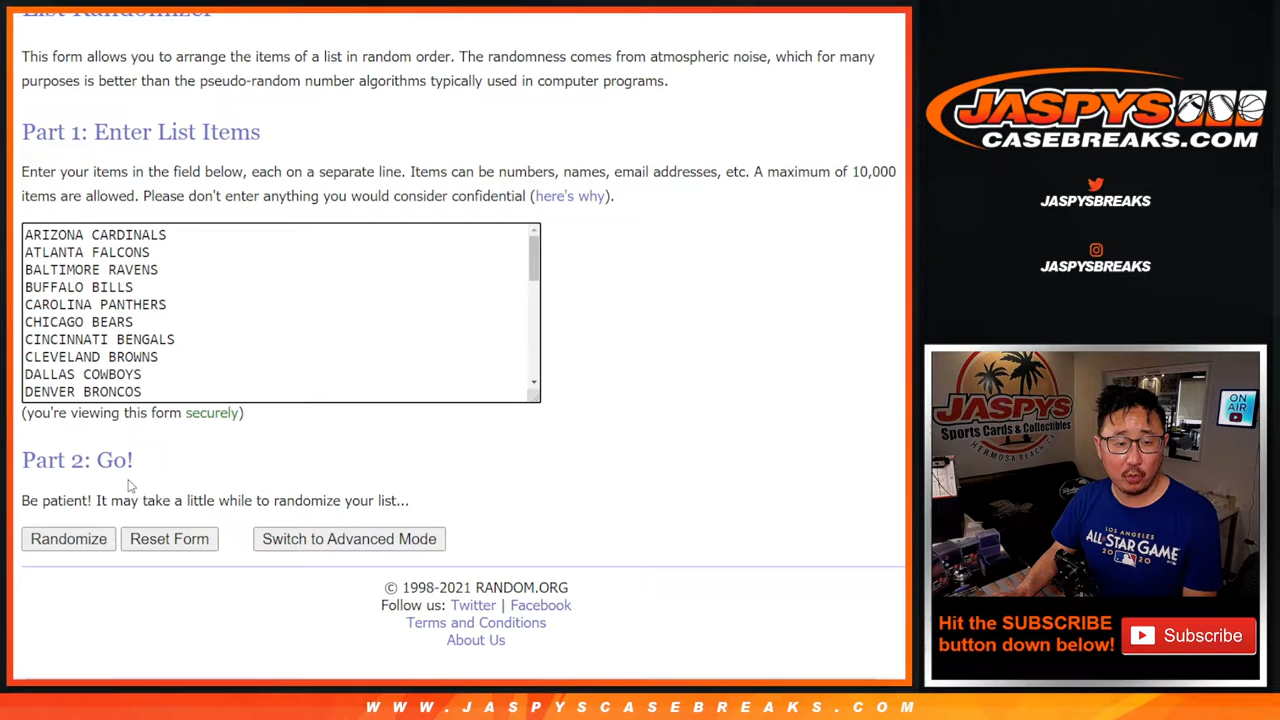 List Randomizer
This form allows you to arrange the items of a list in random order. The randomness comes from atmospheric noise, which for many
purposes is better than the pseudo-random number algorithms typically used in computer programs.
Part 1: Enter List Items
Enter your items in the field below, each on a separate line. Items can be numbers, names, email addresses, etc. A maximum of 10,000
items are allowed. Please don't enter anything you would consider confidential (here's why).
ARIZONA CARDINALS
ATLANTA FALCONS
BALTIMORE RAVENS
BUFFALO BILLS
CAROLINA PANTHERS
CHICAGO BEARS
CINCINNATI BENGALS
CLEVELAND BROWNS
DALLAS COWBOYS
DENVER BRONCOS
(you're viewing this form securely)
Part 2: Go!
Be patient! It may take a little while to randomize your list...
Randomize
Reset Form
Switch to Advanced Mode
© 1998-2021 RANDOM.ORG
Follow us: Twitter | Facebook
Terms and Conditions
About Us
JASPYS
CASEBREAKS.COM
JASPYSBREAKS
JASPYSBREAKS
JASPYS
Sports Cards & Collectibles
HERMOSA BEACH, CA
ON
AIR
LOS ANGELES
ALL-STAR GAME
2020
Hit the SUBSCRIBE
button down below!
Subscribe
WWW.JASPYSCASEBREAKS.COM